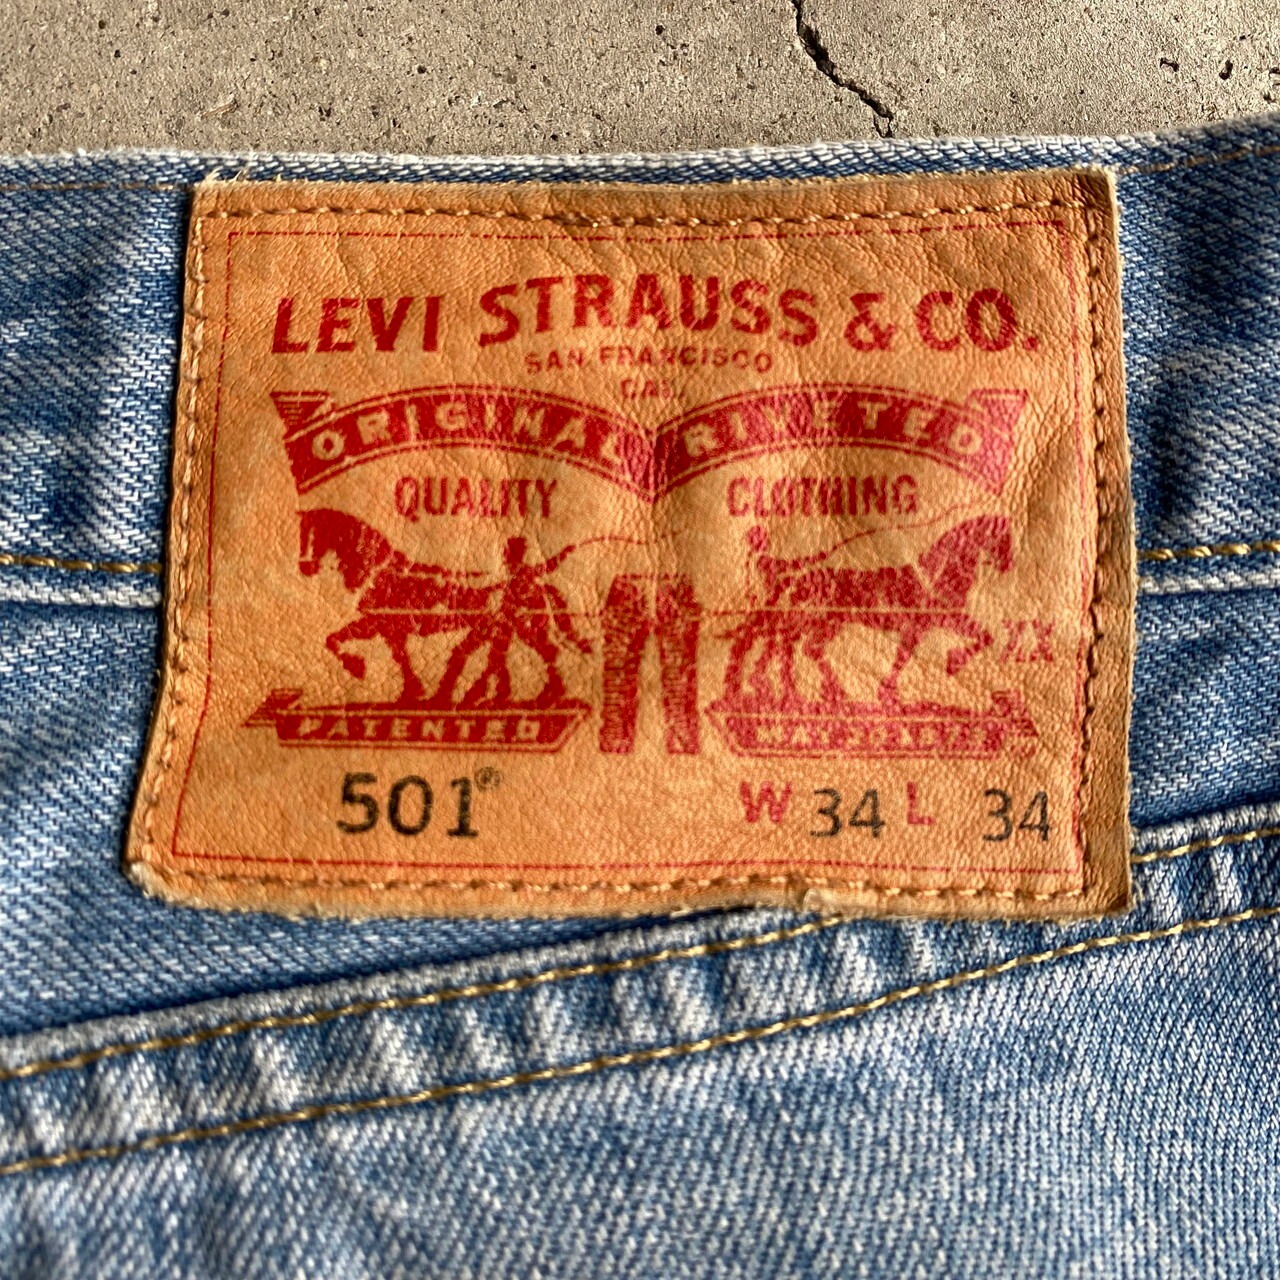 LEVI STRAUSS & CO.
SAN FRANCISCO
CAL
ORIGINAL RIVETED
QUALITY CLOTHING
XX
PATENTED
501® W 34 L 34